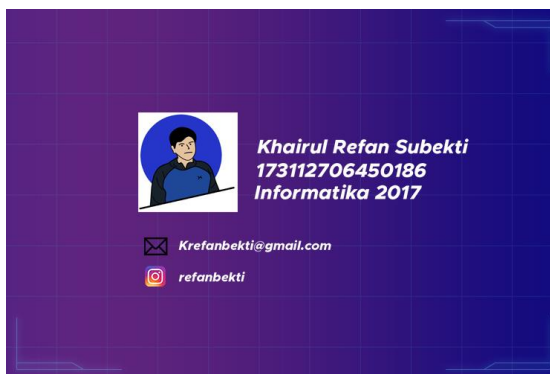 Khairul Refan Subekti
173112706450186
Informatika 2017
Krefanbekti@gmail.com
refanbekti